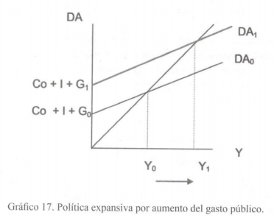 DA
DA₁
DA₀
Co + I + G₁
Co + I + G₀
Y
Y₀ Y₁
Gráfico 17. Política expansiva por aumento del gasto público.